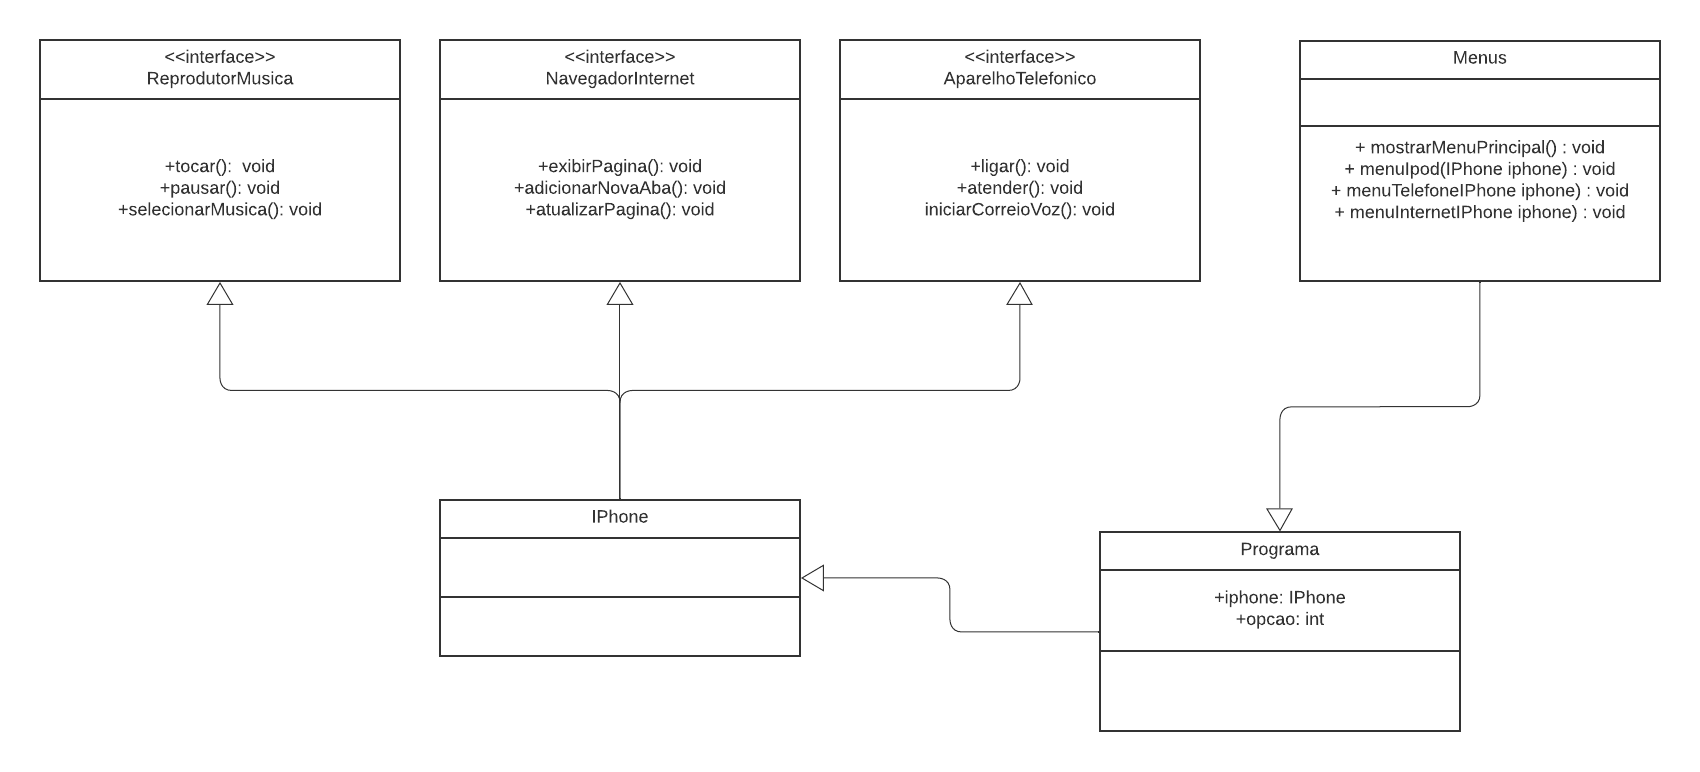 <<interface>>
ReprodutorMusica
+tocar():  void
+pausar(): void
+selecionarMusica(): void
<<interface>>
NavegadorInternet
+exibirPagina(): void
+adicionarNovaAba(): void
+atualizarPagina(): void
<<interface>>
AparelhoTelefonico
+ligar(): void
+atender(): void
iniciarCorreioVoz(): void
Menus
+ mostrarMenuPrincipal() : void
+ menuIpod(IPhone iphone) : void
+ menuTelefoneIPhone iphone) : void
+ menuInternetIPhone iphone) : void
IPhone
Programa
+iphone: IPhone
+opcao: int